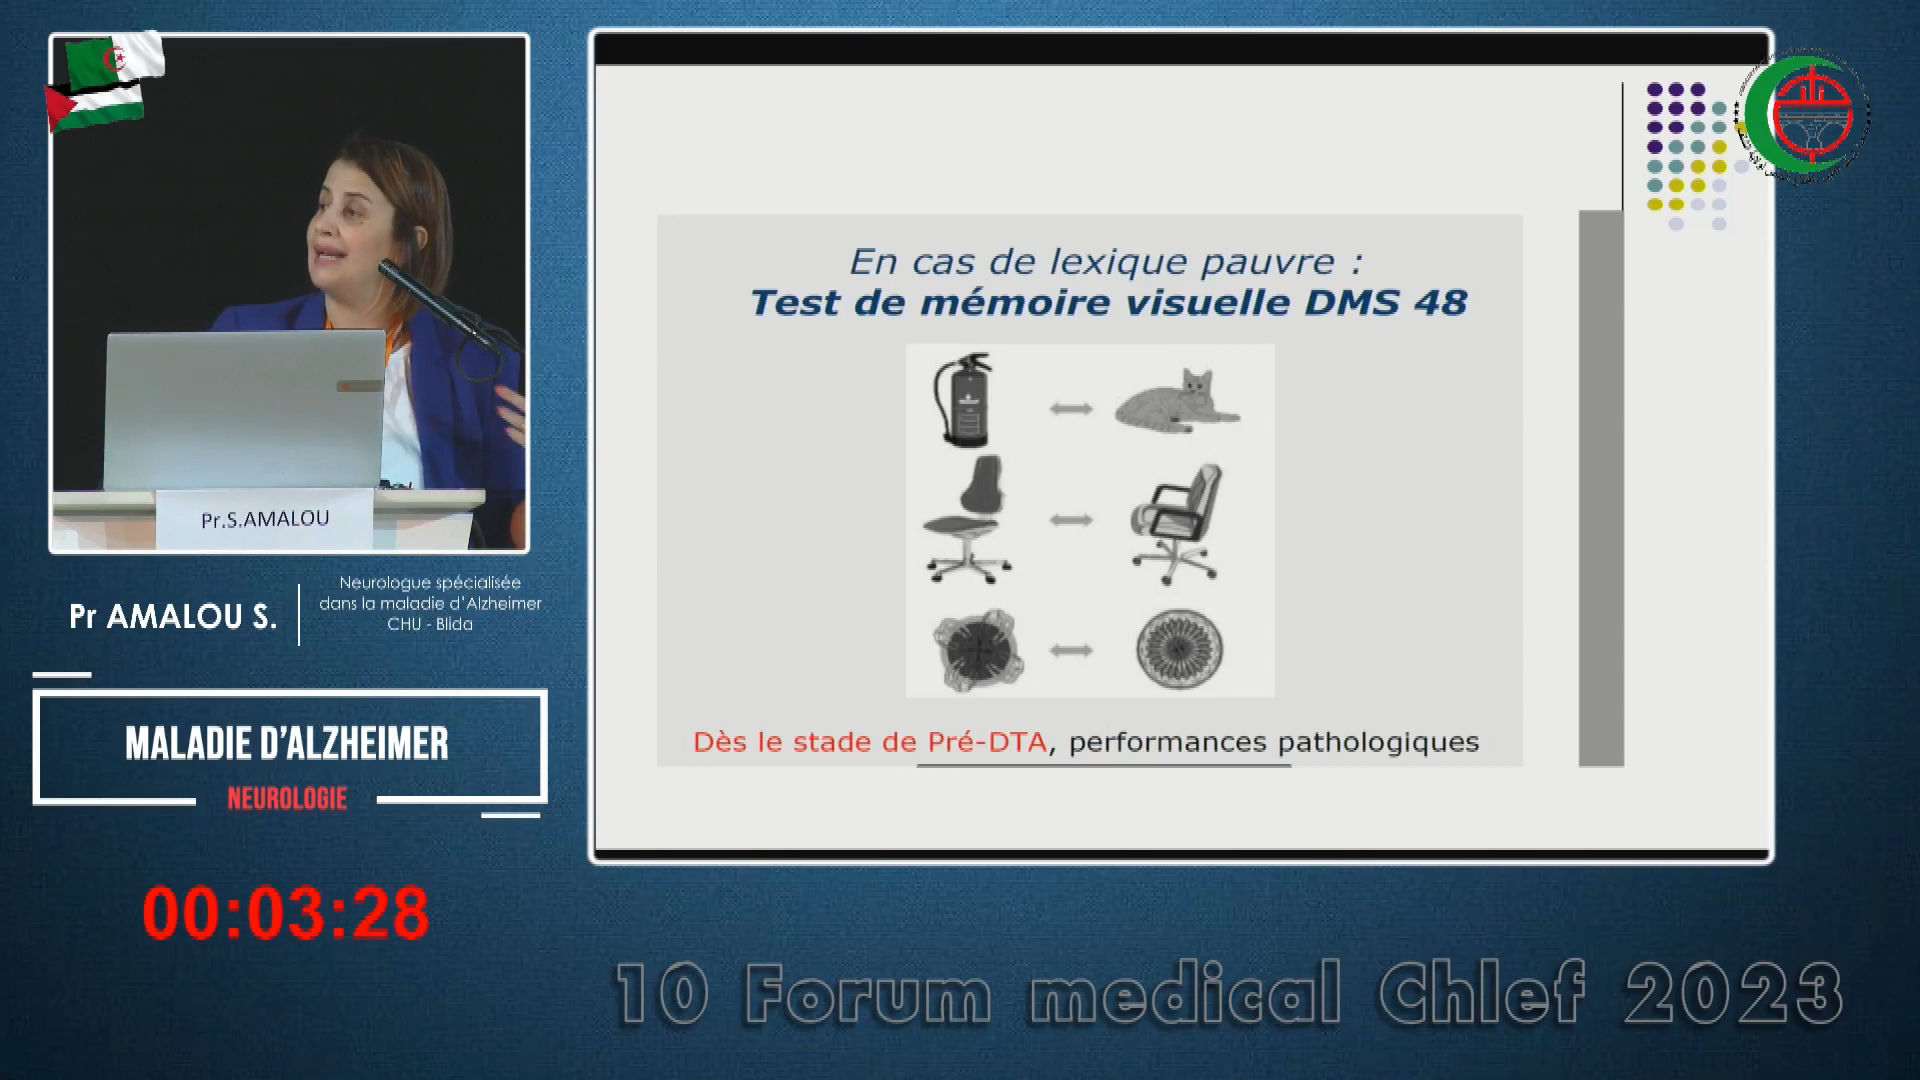 Pr.S.AMALOU
Pr AMALOU S.
Neurologue spécialisée
dans la maladie d'Alzheimer
CHU - Blida
MALADIE D'ALZHEIMER
NEUROLOGIE
00:03:28
En cas de lexique pauvre :
Test de mémoire visuelle DMS 48
Dès le stade de Pré-DTA, performances pathologiques
10 Forum medical Chlef 2023